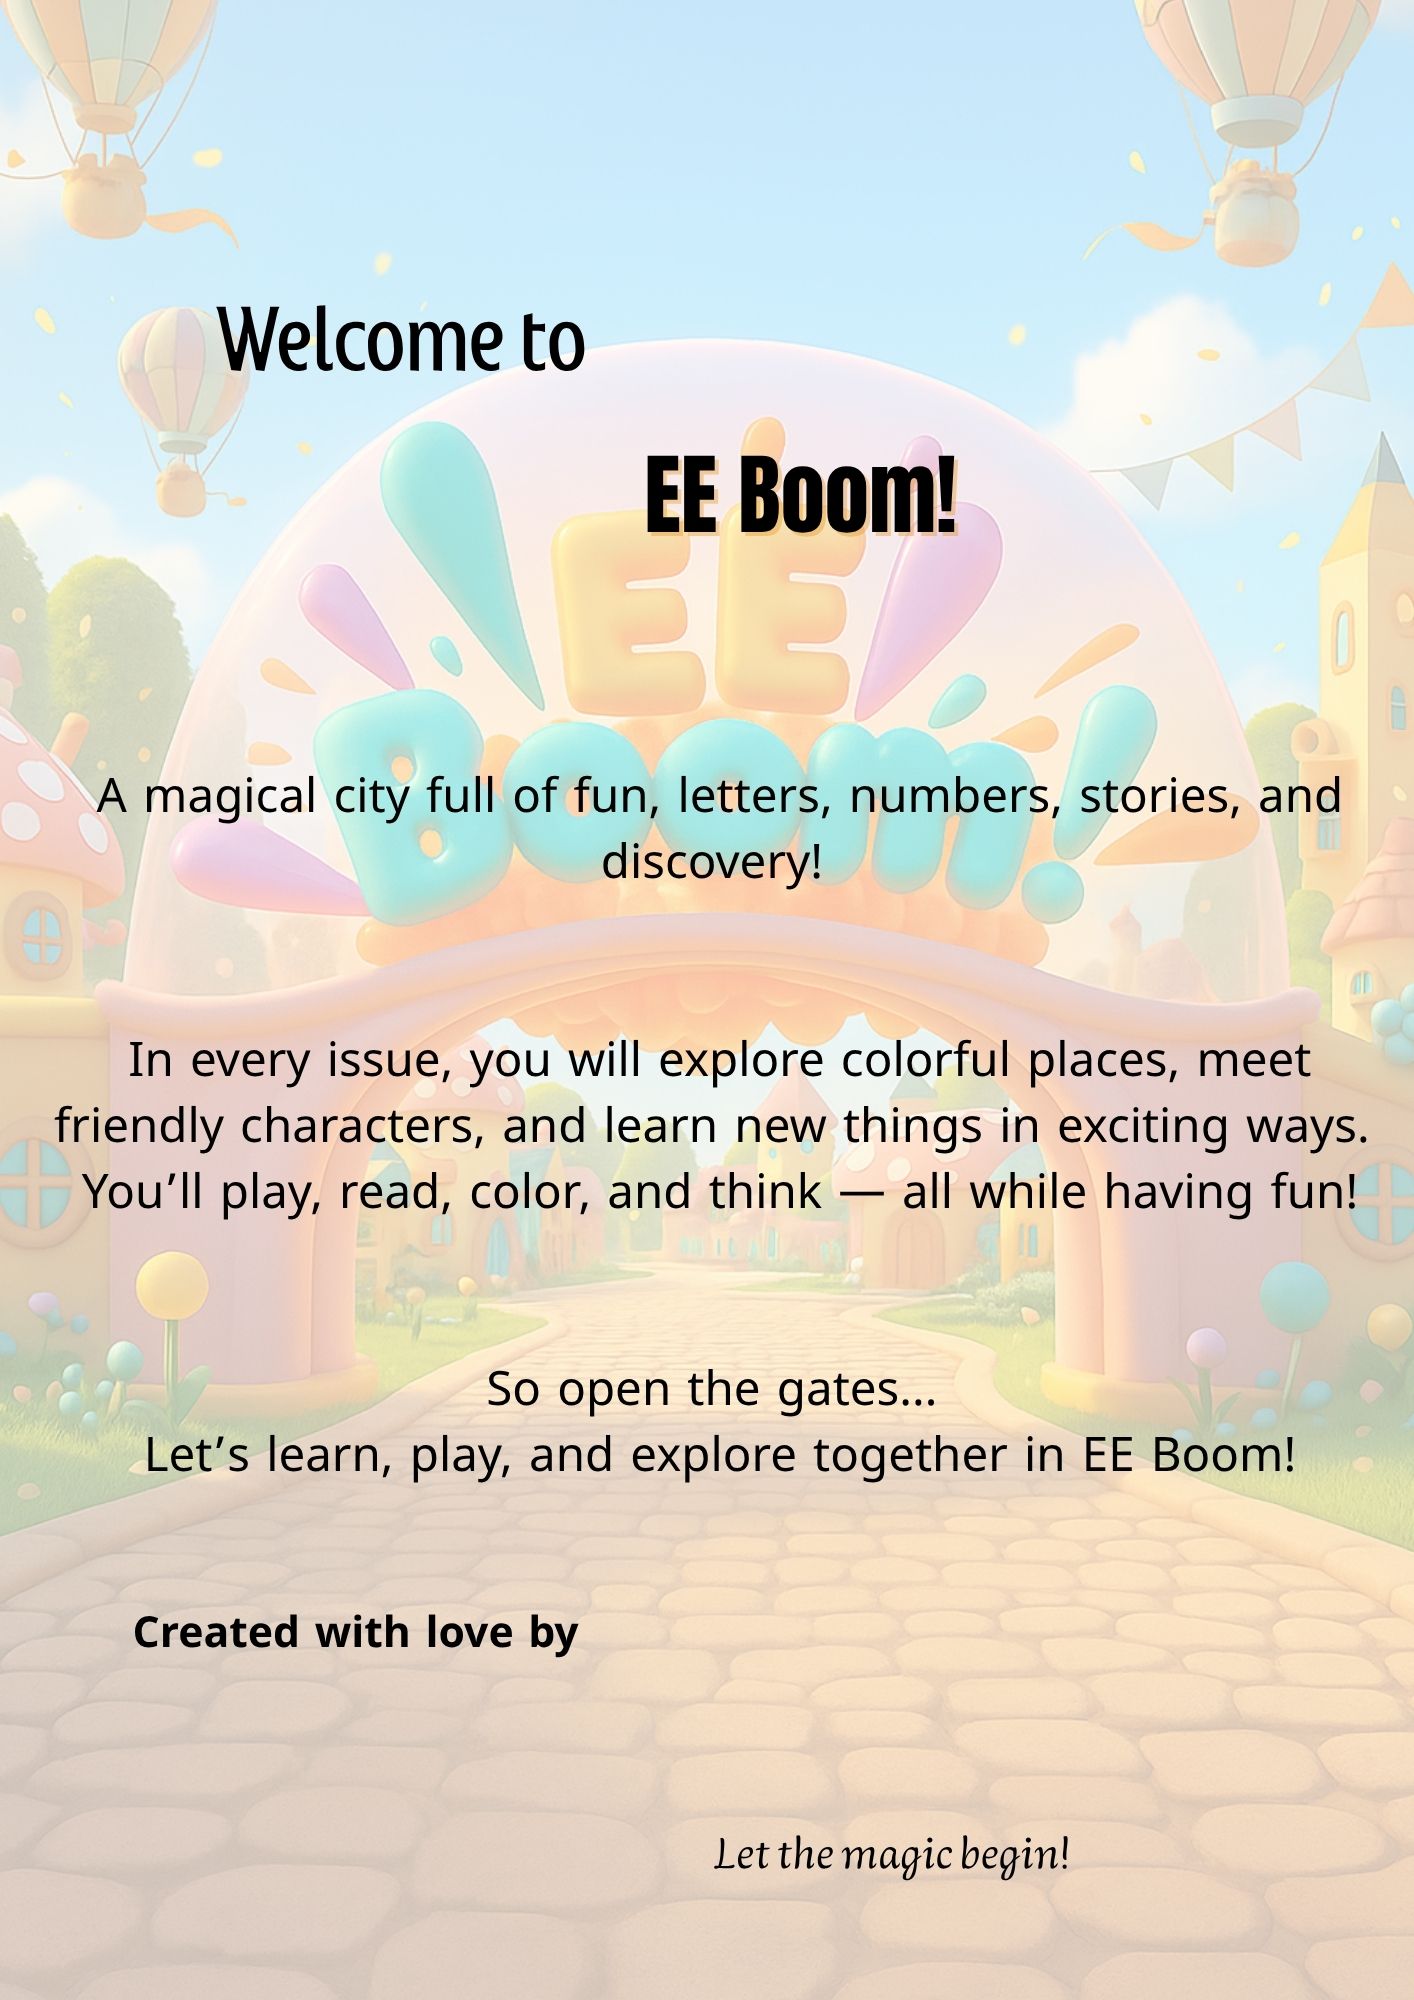 Welcome to
EE Boom!
EE
Boom!
A magical city full of fun, letters, numbers, stories, and
discovery!
In every issue, you will explore colorful places, meet
friendly characters, and learn new things in exciting ways.
You’ll play, read, color, and think — all while having fun!
So open the gates...
Let’s learn, play, and explore together in EE Boom!
Created with love by
Let the magic begin!